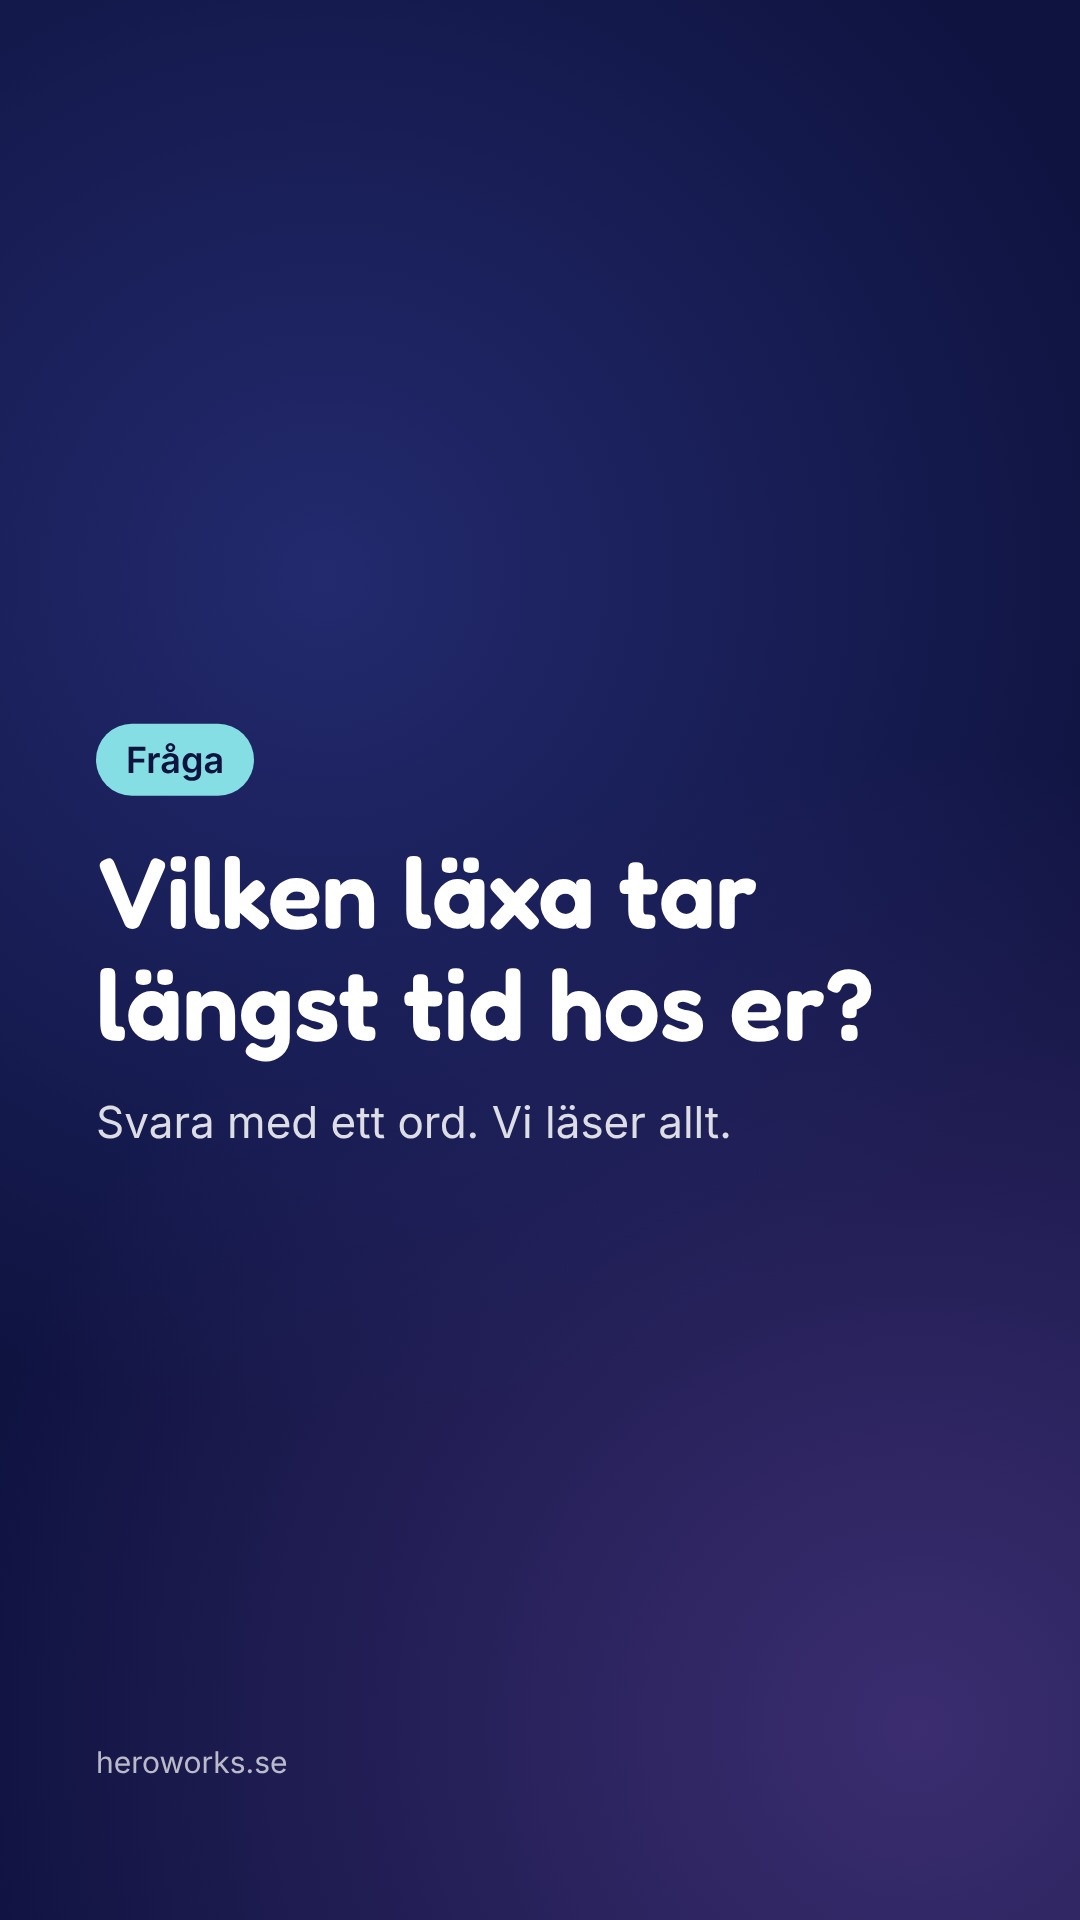 Fråga
Vilken läxa tar
längst tid hos er?
Svara med ett ord. Vi läser allt.
heroworks.se